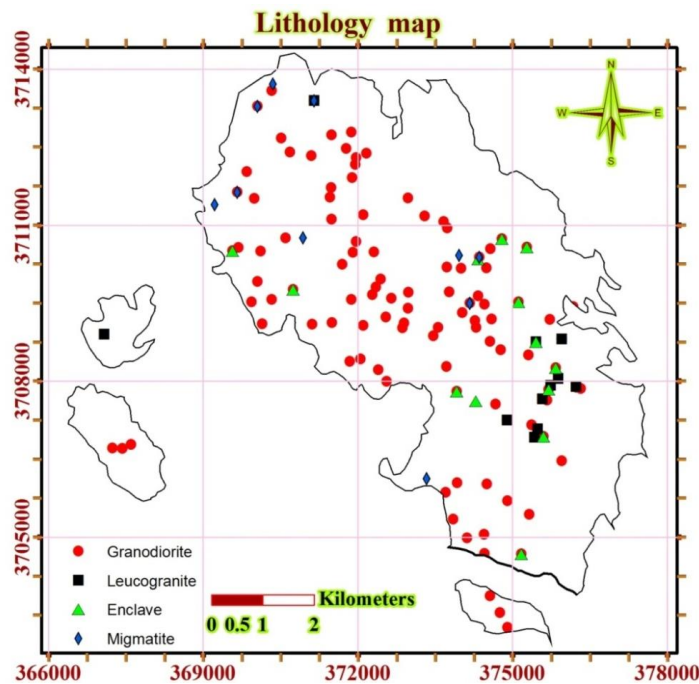 Lithology map
3714000
3711000
3708000
3705000
N
W E
S
Granodiorite
Leucogranite
Enclave
Migmatite
Kilometers
0 0.5 1 2
366000 369000 372000 375000 378000